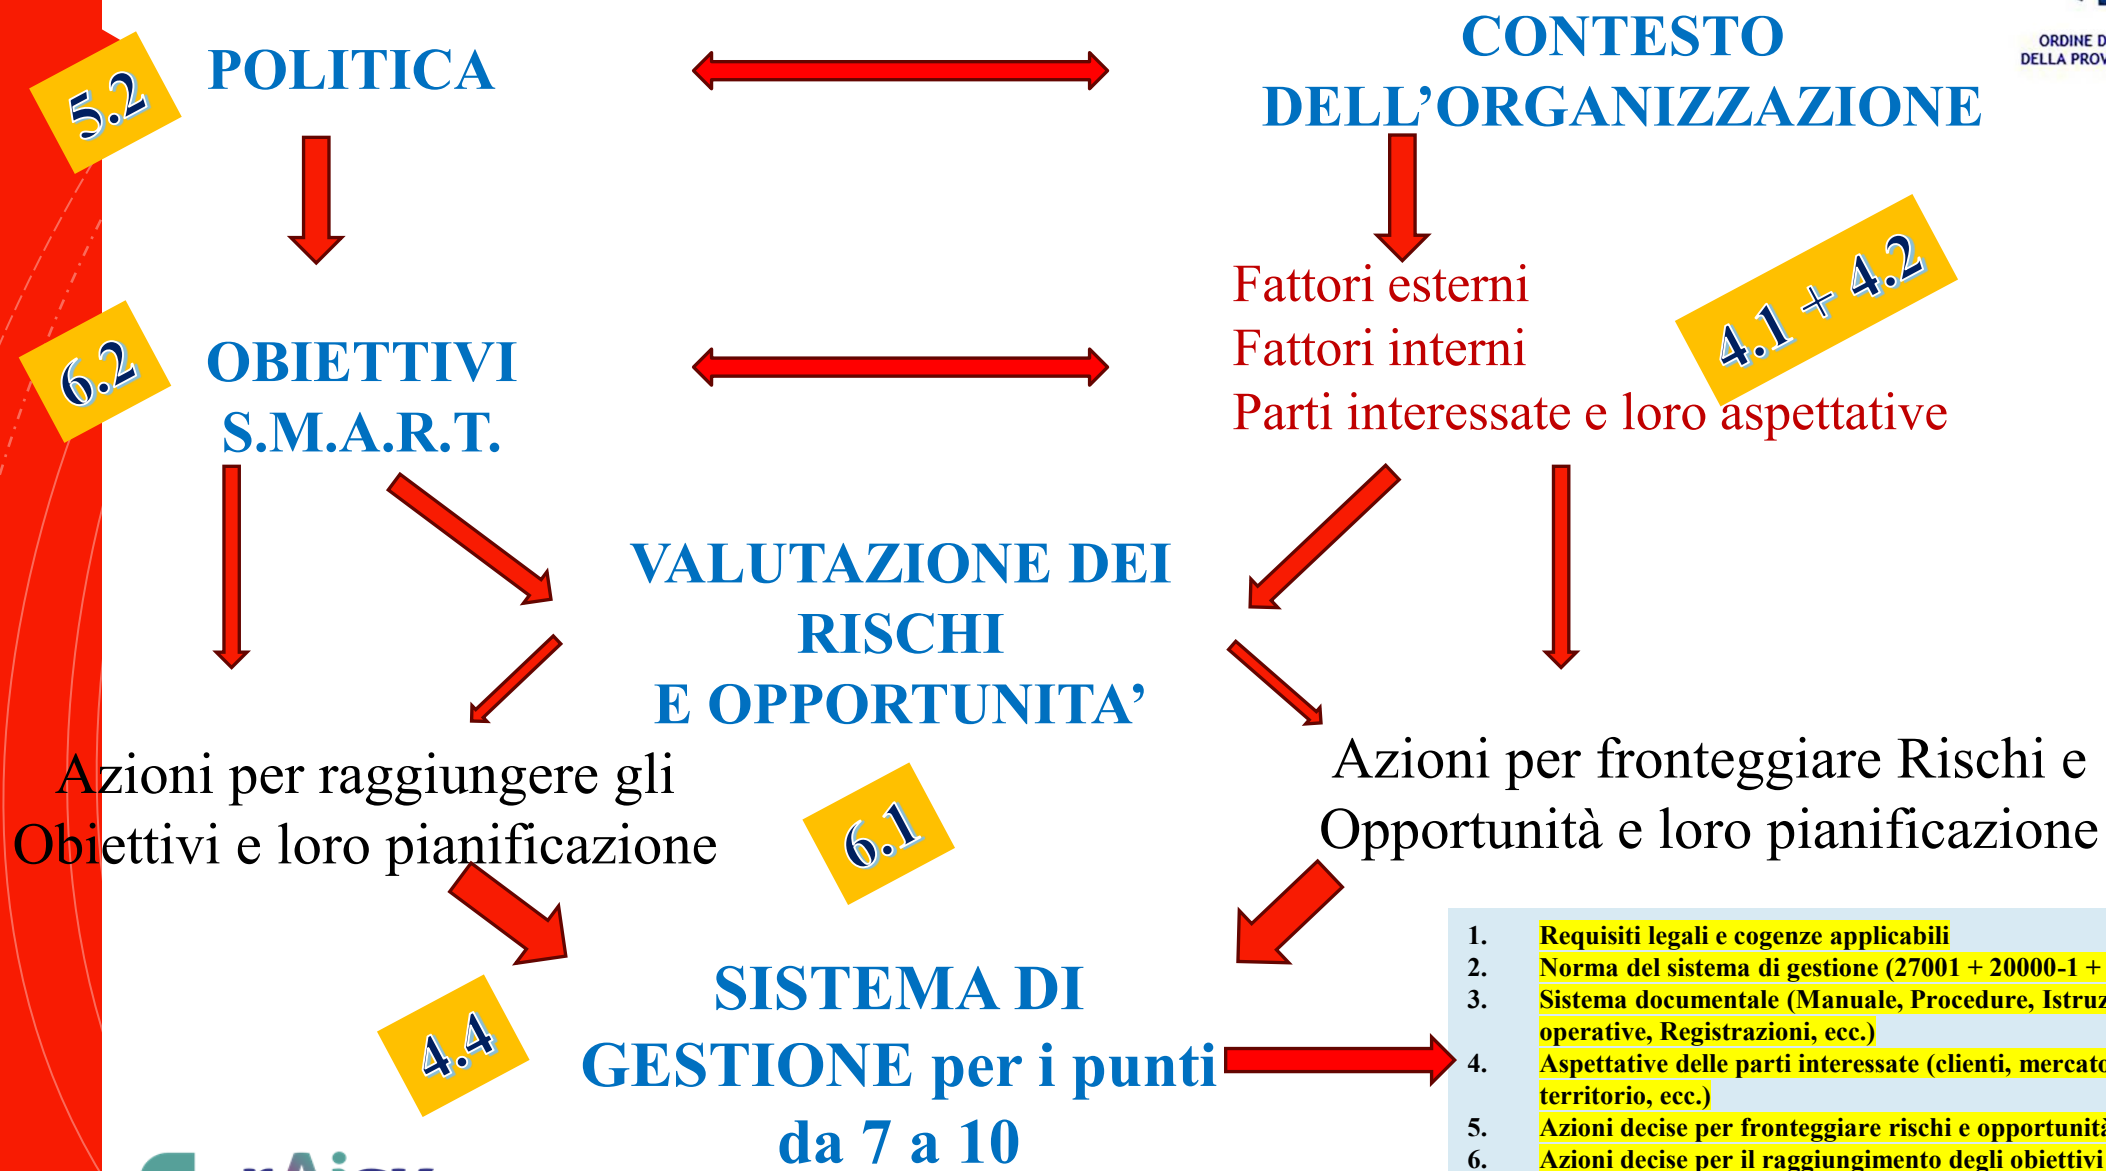 5.2
POLITICA
CONTESTO
DELL’ORGANIZZAZIONE
ORDINE
DELLA
6.2
OBIETTIVI
S.M.A.R.T.
Fattori esterni
Fattori interni
Parti interessate e loro aspettative
4.1 + 4.2
VALUTAZIONE DEI
RISCHI
E OPPORTUNITA’
6.1
Azioni per raggiungere gli
Obiettivi e loro pianificazione
Azioni per fronteggiare Rischi e
Opportunità e loro pianificazione
4.4
SISTEMA DI
GESTIONE per i punti
da 7 a 10
1. Requisiti legali e cogenze applicabili
2. Norma del sistema di gestione (27001 + 20000-1 +
3. Sistema documentale (Manuale, Procedure,
operative, Registrazioni, ecc.)
4. Aspettative delle parti interessate (clienti, mercato
territorio, ecc.)
5. Azioni decise per fronteggiare rischi e opportunità
6. Azioni decise per il raggiungimento degli obiettivi